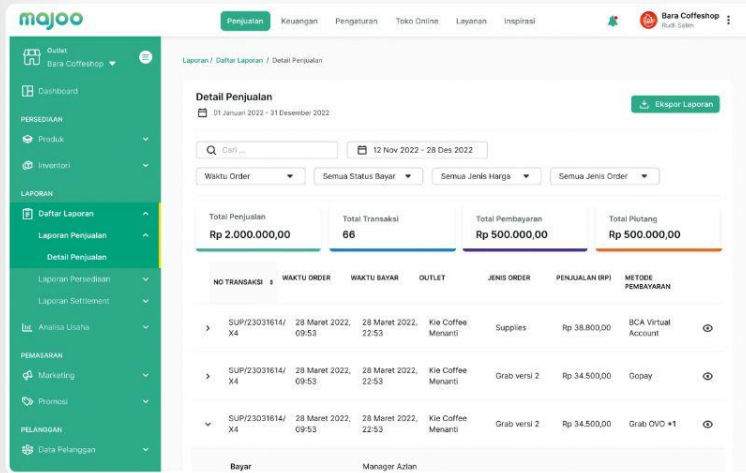 majoo
Penjualan Keuangan Pengaturan Toko Online Layanan Inspirasi
Bara Coffeshop
Rudi Salim
Outlet
Bara Coffeshop
Dashboard
PERSEDIAAN
Produk
Inventori
LAPORAN
Daftar Laporan
Laporan Penjualan
Detail Penjualan
Laporan Persediaan
Laporan Settlement
Analisa Usaha
PEMASARAN
Marketing
Promosi
PELANGGAN
Data Pelanggan
Laporan / Daftar Laporan / Detail Penjualan
Detail Penjualan
01 Januari 2022 - 31 Desember 2022
Ekspor Laporan
Cari ...
12 Nov 2022 - 28 Des 2022
Waktu Order Semua Status Bayar Semua Jenis Harga Semua Jenis Order
Total Penjualan Total Transaksi Total Pembayaran Total Piutang
Rp 2.000.000,00 66 Rp 500.000,00 Rp 500.000,00
NO TRANSAKSI WAKTU ORDER WAKTU BAYAR OUTLET JENIS ORDER PENJUALAN (RP) METODE
PEMBAYARAN
SUP/23031614/ 28 Maret 2022, 28 Maret 2022, Kie Coffee Supplies Rp 38.800,00 BCA Virtual
X4 09:53 22:53 Menanti Account
SUP/23031614/ 28 Maret 2022, 28 Maret 2022, Kie Coffee Grab versi 2 Rp 34.500,00 Gopay
X4 09:53 22:53 Menanti
SUP/23031614/ 28 Maret 2022, 28 Maret 2022, Kie Coffee Grab versi 2 Rp 34.500,00 Grab OVO +1
X4 09:53 22:53 Menanti
Bayar Manager Azlan